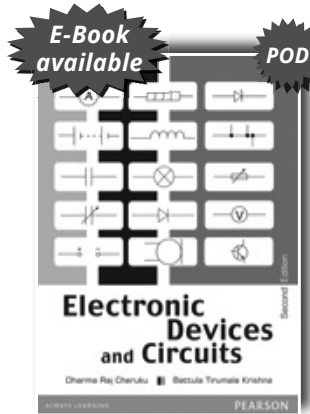 E-Book
available
POD
A
V
Second Edition
Electronic
Devices
and Circuits
Dharma Raj Cheruku
Battula Tirumala Krishna
ALWAYS LEARNING
PEARSON